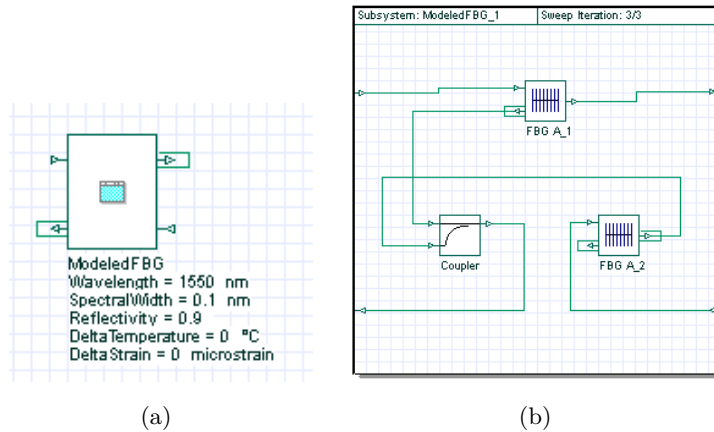 Subsystem: ModeledFBG_1
Sweep Iteration: 3/3
FBG A_1
Coupler
FBG A_2
ModeledFBG
Wavelength = 1550 nm
SpectralWidth = 0.1 nm
Reflectivity = 0.9
DeltaTemperature = 0 ºC
DeltaStrain = 0 microstrain
(a)
(b)